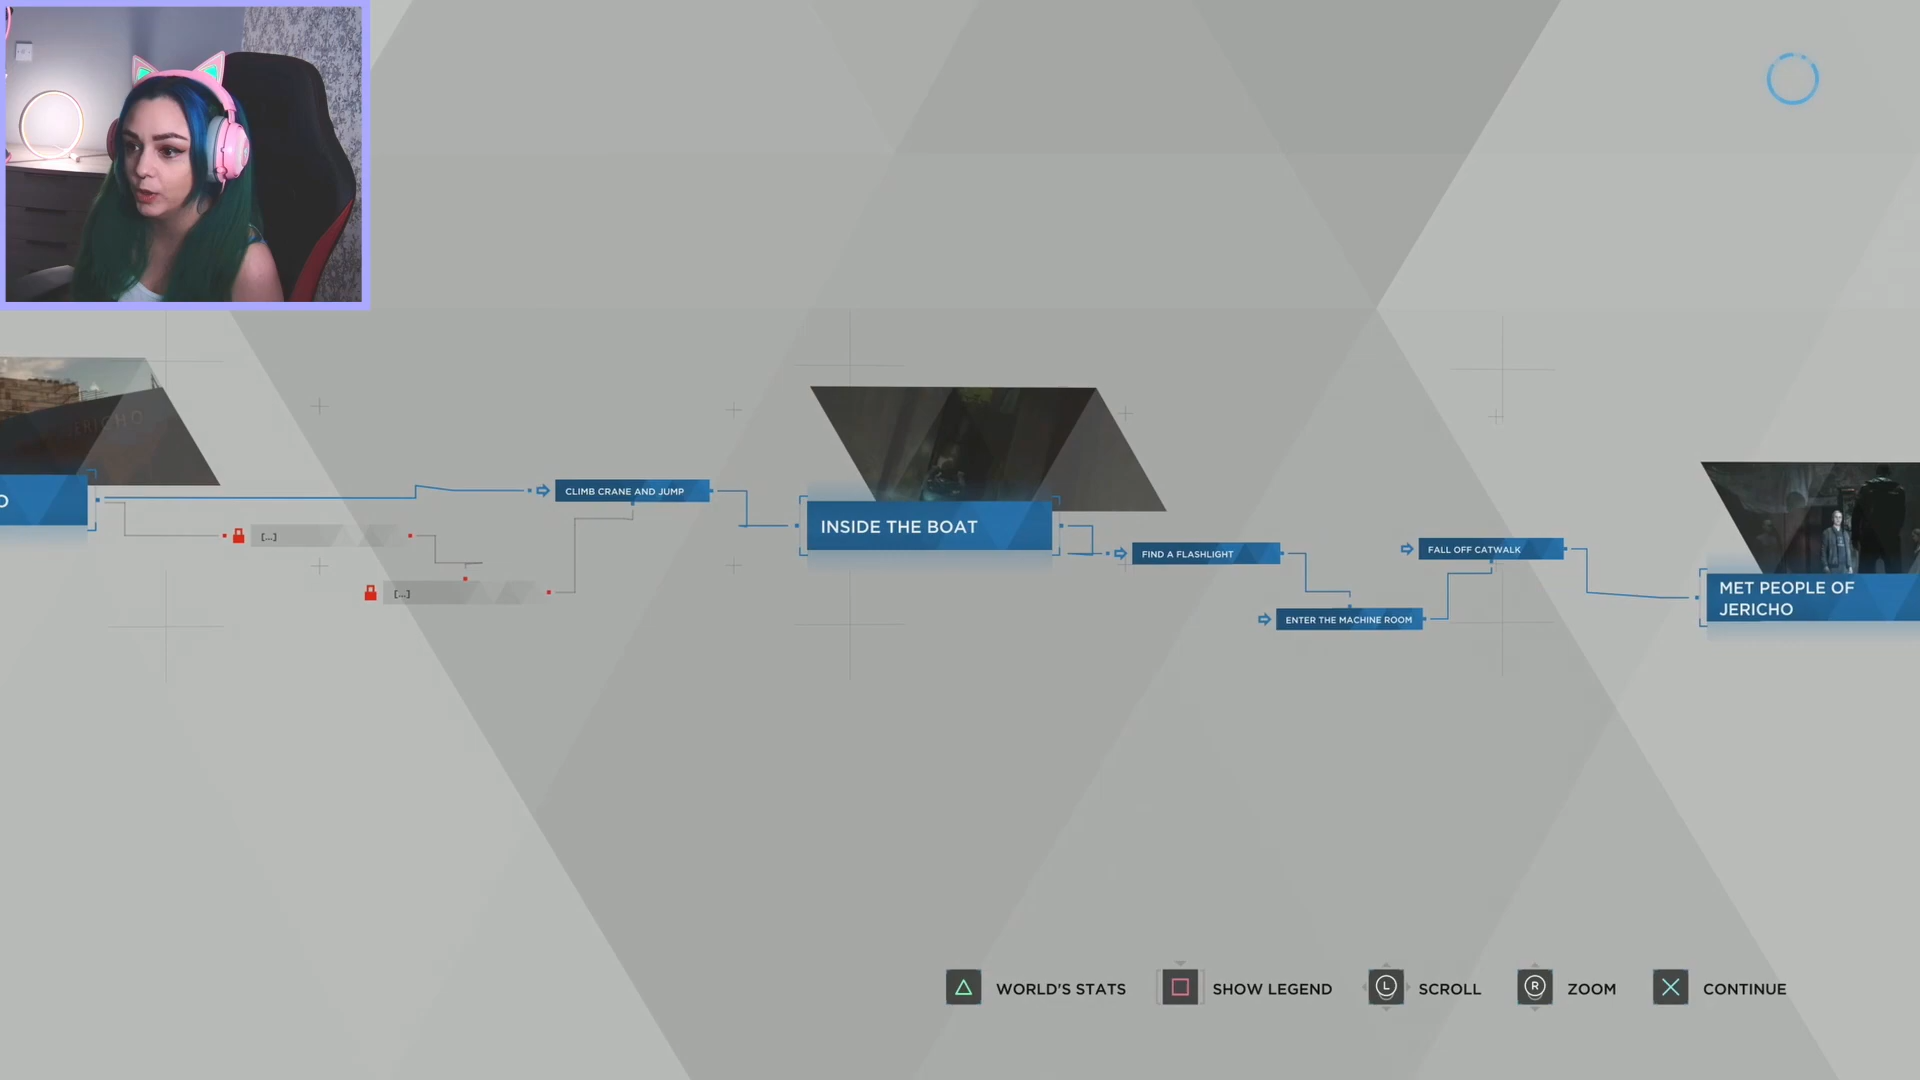 ERICHO
O
CLIMB CRANE AND JUMP
[...]
[...]
INSIDE THE BOAT
FIND A FLASHLIGHT
FALL OFF CATWALK
ENTER THE MACHINE ROOM
MET PEOPLE OF
JERICHO
WORLD'S STATS
SHOW LEGEND
L
SCROLL
R
ZOOM
CONTINUE